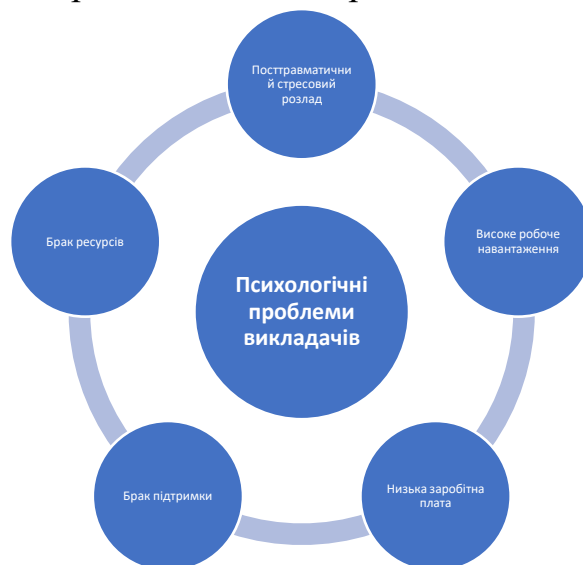 Посттравматични
й стресовий
розлад
Високе робоче
навантаження
Низька заробітна
плата
Брак підтримки
Брак ресурсів
Психологічні
проблеми
викладачів